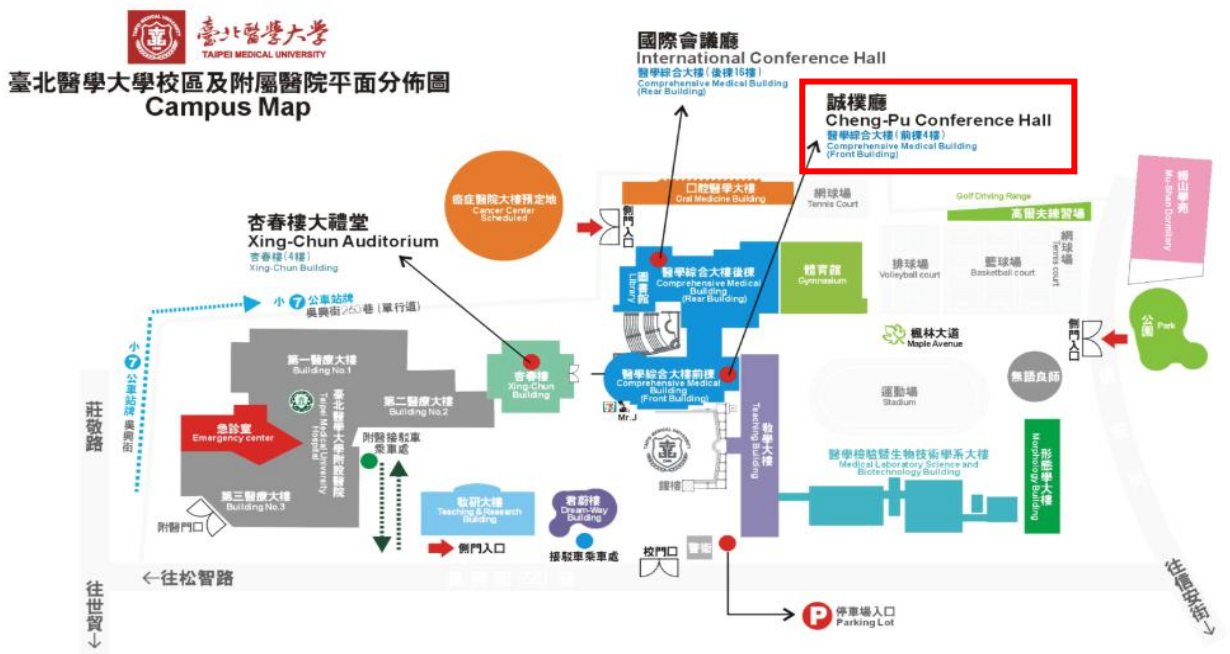 臺北醫學大學
TAIPEI MEDICAL UNIVERSITY
臺北醫學大學校區及附屬醫院平面分佈圖
Campus Map
國際會議廳
International Conference Hall
醫學綜合大樓(後棟16樓)
Comprehensive Medical Building
(Rear Building)
誠樸廳
Cheng-Pu Conference Hall
醫學綜合大樓(前棟4樓)
Comprehensive Medical Building
(Front Building)
杏春樓大禮堂
Xing-Chun Auditorium
杏春樓(4樓)
Xing-Chun Building
癌症醫院大樓預定地
Cancer Center
Scheduled
側門入口
口腔醫學大樓
Oral Medicine Building
網球場
Tennis Court
Golf Driving Range
高爾夫練習場
Mu-Shan Dormitory
圖書館
Library
醫學綜合大樓後棟
Comprehensive Medical
Building
(Rear Building)
體育館
Gymnasium
排球場
Volleyball court
籃球場
Basketball court
網球場
Tennis court
公園
Park
側門入口
楓林大道
Maple Avenue
小7公車站牌
吳興街260巷 (單行道)
小7公車站牌 吳興街
第一醫療大樓
Building No.1
第二醫療大樓
Building No.2
杏春樓
Xing-Chun
Building
醫學綜合大樓前棟
Comprehensive Medical
Building
(Front Building)
無語良師
運動場
Stadium
莊敬路
急診室
Emergency center
臺北醫學大學附設醫院
Taipei Medical University
Hospital
附醫接駁車
乘車處
7
Mr.J
教學大樓
Teaching Building
醫學檢驗暨生物技術學系大樓
Medical Laboratory Science and
Biotechnology Building
形態學大樓
Morphology Building
第三醫療大樓
Building No.3
附醫門口
教研大樓
Teaching & Research
Building
君蔚樓
Dream-Way
Building
鐘樓
側門入口
接駁車乘車處
校門口
警衛
←往松智路
往世貿→
往信安街→
P
停車場入口
Parking Lot